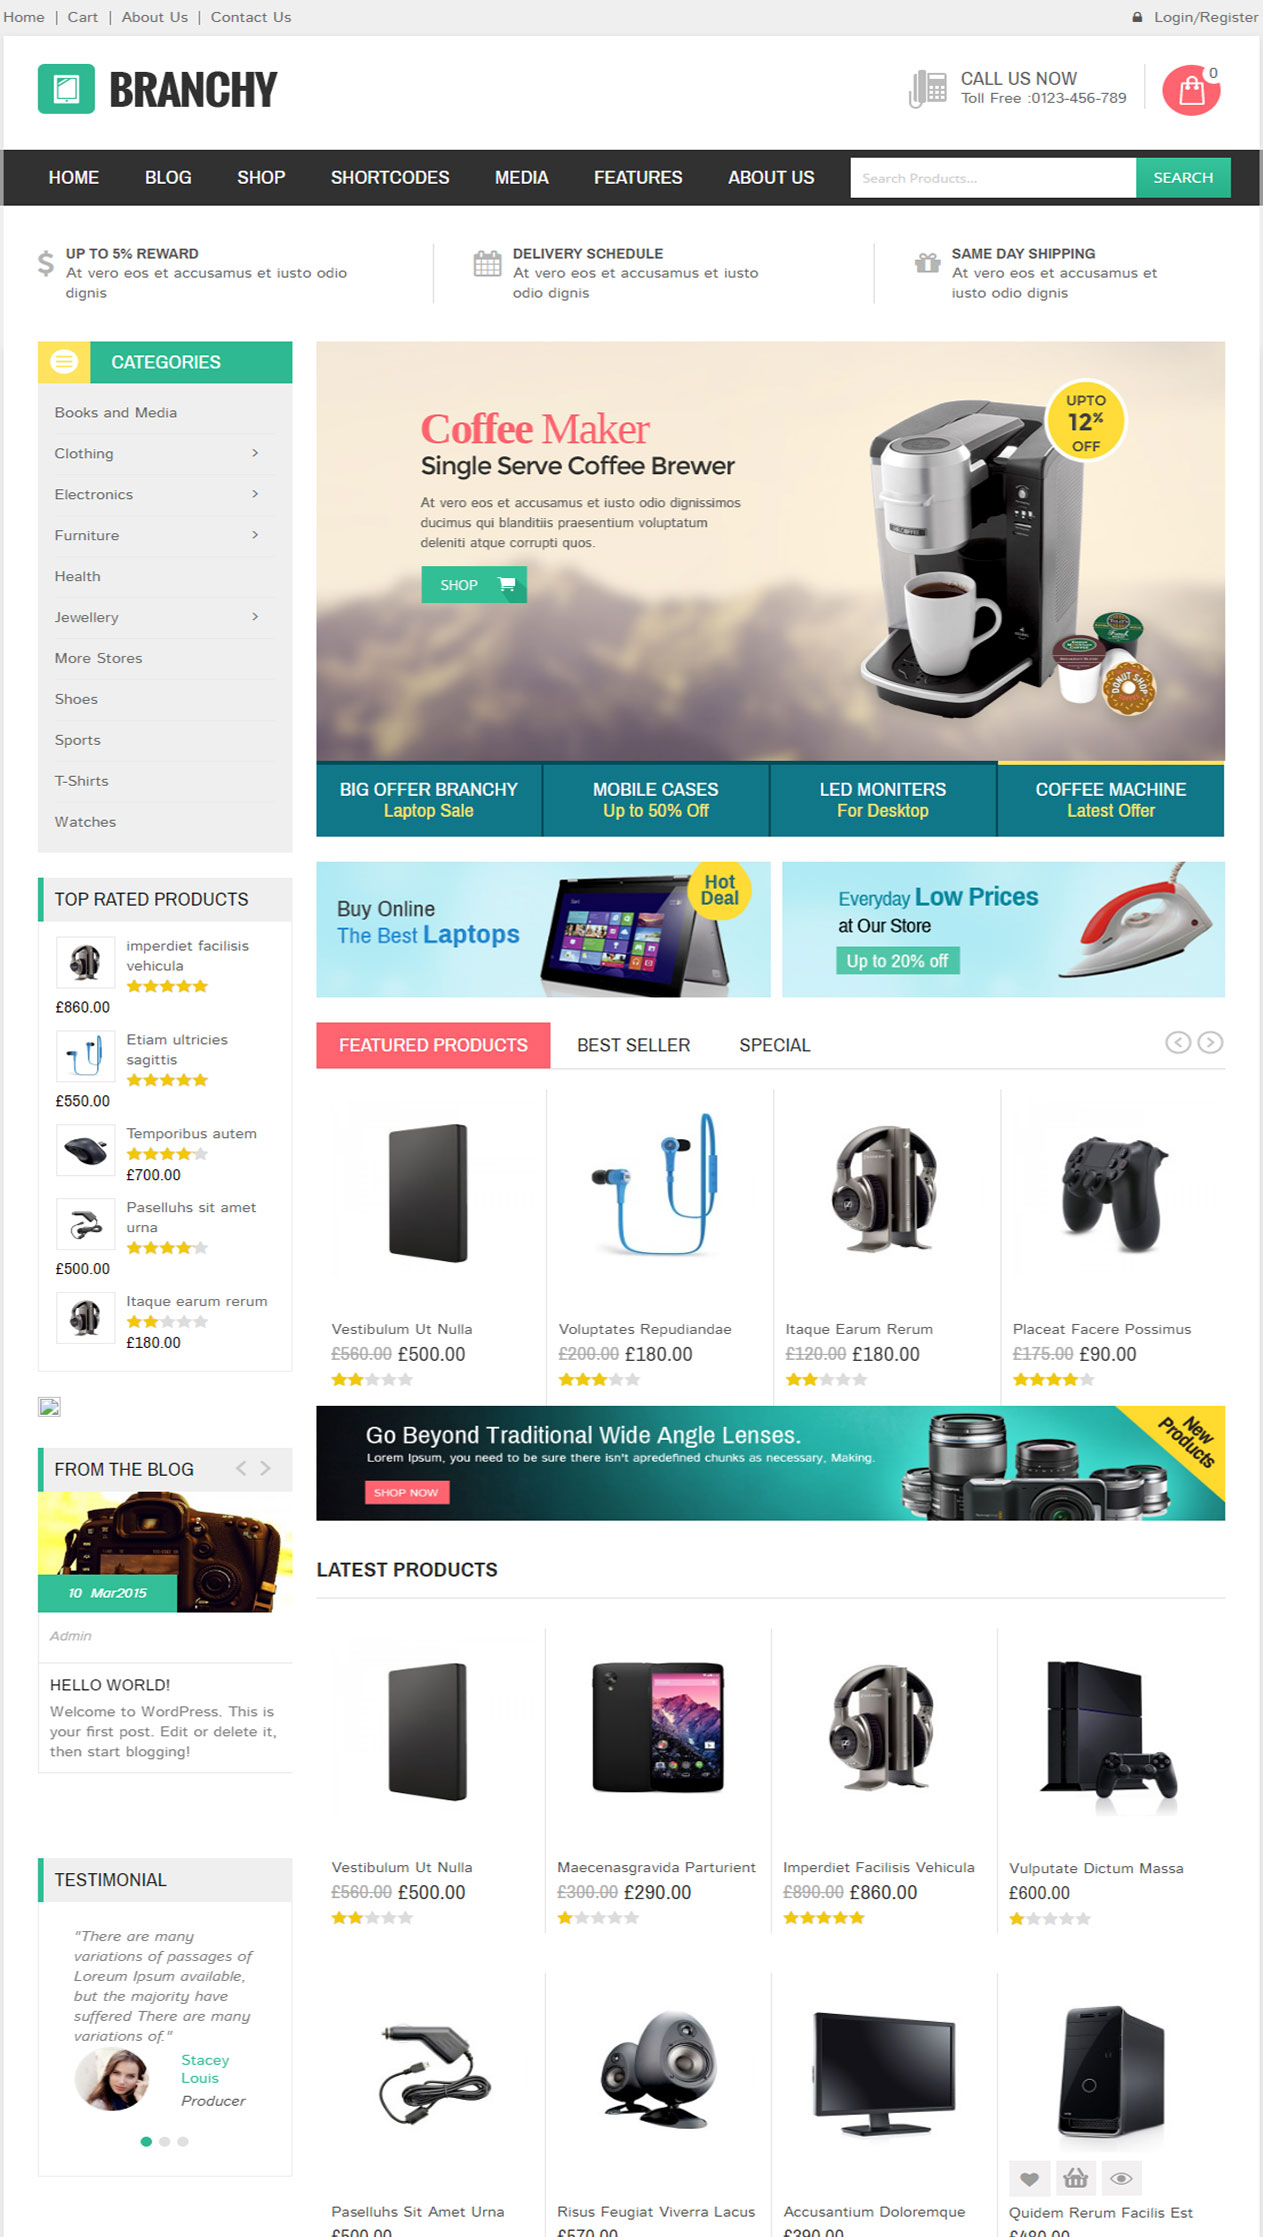 Home | Cart | About Us | Contact Us
Login/Register
BRANCHY
CALL US NOW
Toll Free :0123-456-789
0
HOME BLOG SHOP SHORTCODES MEDIA FEATURES ABOUT US
Search Products...
SEARCH
UP TO 5% REWARD
At vero eos et accusamus et iusto odio
dignis
DELIVERY SCHEDULE
At vero eos et accusamus et iusto
odio dignis
SAME DAY SHIPPING
At vero eos et accusamus et
iusto odio dignis
CATEGORIES
Books and Media
Clothing
Electronics
Furniture
Health
Jewellery
More Stores
Shoes
Sports
T-Shirts
Watches
Coffee Maker
Single Serve Coffee Brewer
At vero eos et accusamus et iusto odio dignissimos
ducimus qui blanditiis praesentium voluptatum
deleniti atque corrupti quos.
SHOP
UPTO
12%
OFF
DONUT SHOP
BIG OFFER BRANCHY
Laptop Sale
MOBILE CASES
Up to 50% Off
LED MONITERS
For Desktop
COFFEE MACHINE
Latest Offer
Buy Online
The Best Laptops
Hot
Deal
Everyday Low Prices
at Our Store
Up to 20% off
TOP RATED PRODUCTS
imperdiet facilisis
vehicula
£860.00
Etiam ultricies
sagittis
£550.00
Temporibus autem
£700.00
Paselluhs sit amet
urna
£500.00
Itaque earum rerum
£180.00
FEATURED PRODUCTS
BEST SELLER
SPECIAL
Vestibulum Ut Nulla
£560.00 £500.00
Voluptates Repudiandae
£200.00 £180.00
Itaque Earum Rerum
£120.00 £180.00
Placeat Facere Possimus
£175.00 £90.00
Go Beyond Traditional Wide Angle Lenses.
Lorem Ipsum, you need to be sure there isn't apredefined chunks as necessary, Making.
SHOP NOW
New
Products
FROM THE BLOG
10 Mar2015
Admin
HELLO WORLD!
Welcome to WordPress. This is
your first post. Edit or delete it,
then start blogging!
LATEST PRODUCTS
Vestibulum Ut Nulla
£560.00 £500.00
Maecenasgravida Parturient
£300.00 £290.00
Imperdiet Facilisis Vehicula
£890.00 £860.00
Vulputate Dictum Massa
£600.00
TESTIMONIAL
"There are many
variations of passages of
Loreum Ipsum available,
but the majority have
suffered There are many
variations of."
Stacey
Louis
Producer
Paselluhs Sit Amet Urna
£500.00
Risus Feugiat Viverra Lacus
£570.00
Accusantium Doloremque
£390.00
Quidem Rerum Facilis Est
£480.00